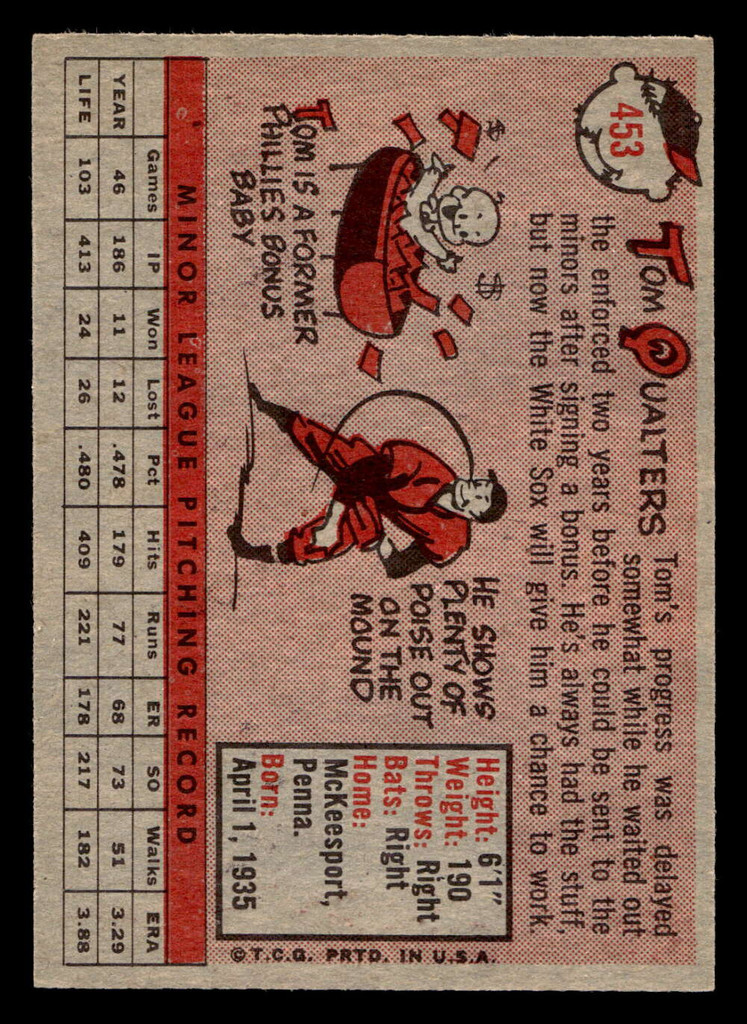 453
TOM QUALTERS
Tom's progress was delayed
somewhat while he waited out
the enforced two years before he could be sent to the
minors after signing a bonus. He's always had the stuff,
but now the White Sox will give him a chance to work.
$
$
TOM IS A FORMER
PHILLIES BONUS
BABY
HE SHOWS
PLENTY OF
POISE OUT
ON THE
MOUND
Height: 6'1"
Weight: 190
Throws: Right
Bats: Right
Home:
McKeesport,
Penna.
Born:
April 1, 1935
© T.C.G. PRTD. IN U.S.A.
MINOR LEAGUE PITCHING RECORD
Games IP Won Lost Pct Hits Runs ER SO Walks ERA
YEAR 46 186 11 12 .478 179 77 68 73 51 3.29
LIFE 103 413 24 26 .480 409 221 178 217 182 3.88